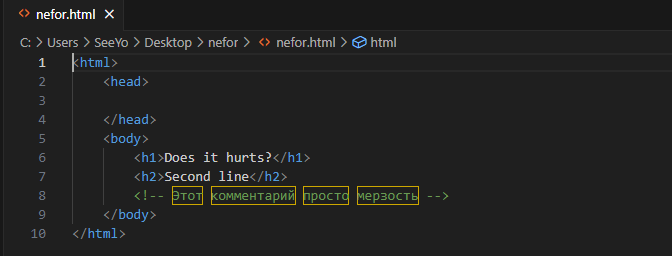 nefor.html ×
C: > Users > SeeYo > Desktop > nefor > nefor.html > html
1 <html>
2 <head>
3
4 </head>
5 <body>
6 <h1>Does it hurts?</h1>
7 <h2>Second line</h2>
8 <!-- Этот комментарий просто мерзость -->
9 </body>
10 </html>